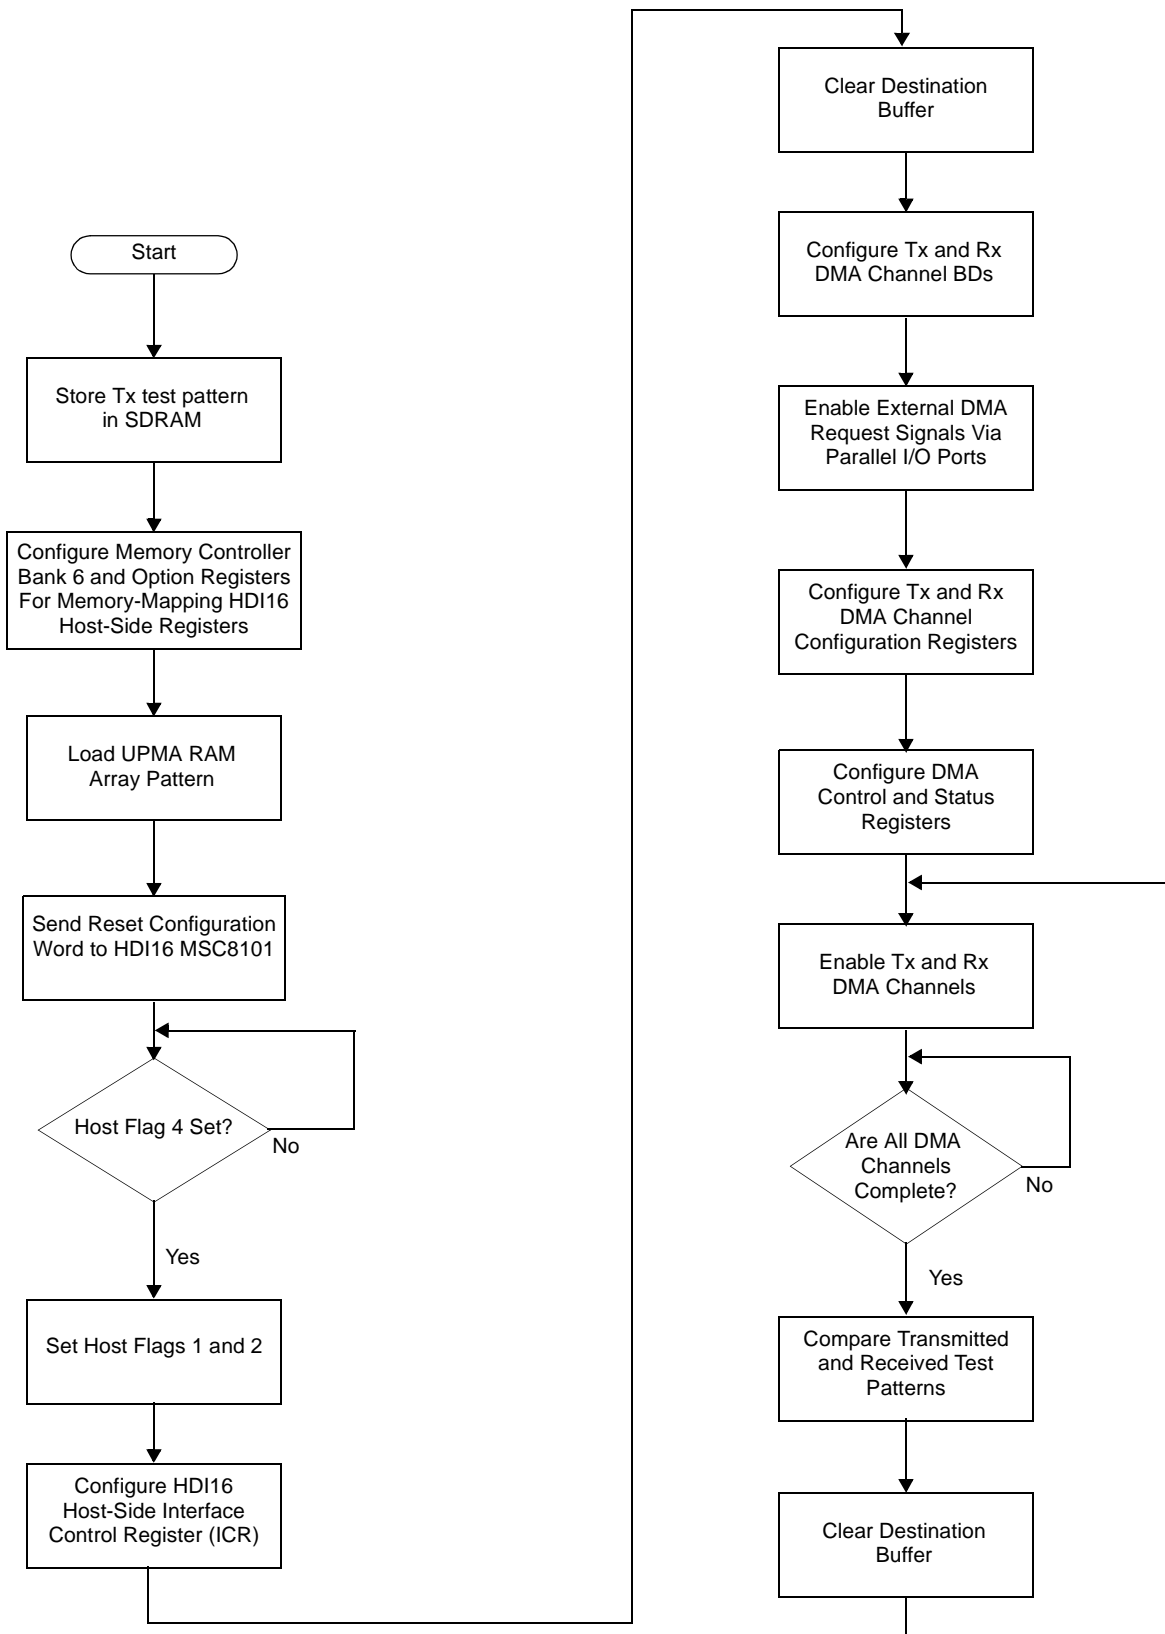 Start
Store Tx test pattern
in SDRAM
Configure Memory Controller
Bank 6 and Option Registers
For Memory-Mapping HDI16
Host-Side Registers
Load UPMA RAM
Array Pattern
Send Reset Configuration
Word to HDI16 MSC8101
Host Flag 4 Set?
No
Yes
Set Host Flags 1 and 2
Configure HDI16
Host-Side Interface
Control Register (ICR)
Clear Destination
Buffer
Configure Tx and Rx
DMA Channel BDs
Enable External DMA
Request Signals Via
Parallel I/O Ports
Configure Tx and Rx
DMA Channel
Configuration Registers
Configure DMA
Control and Status
Registers
Enable Tx and Rx
DMA Channels
Are All DMA
Channels
Complete?
No
Yes
Compare Transmitted
and Received Test
Patterns
Clear Destination
Buffer